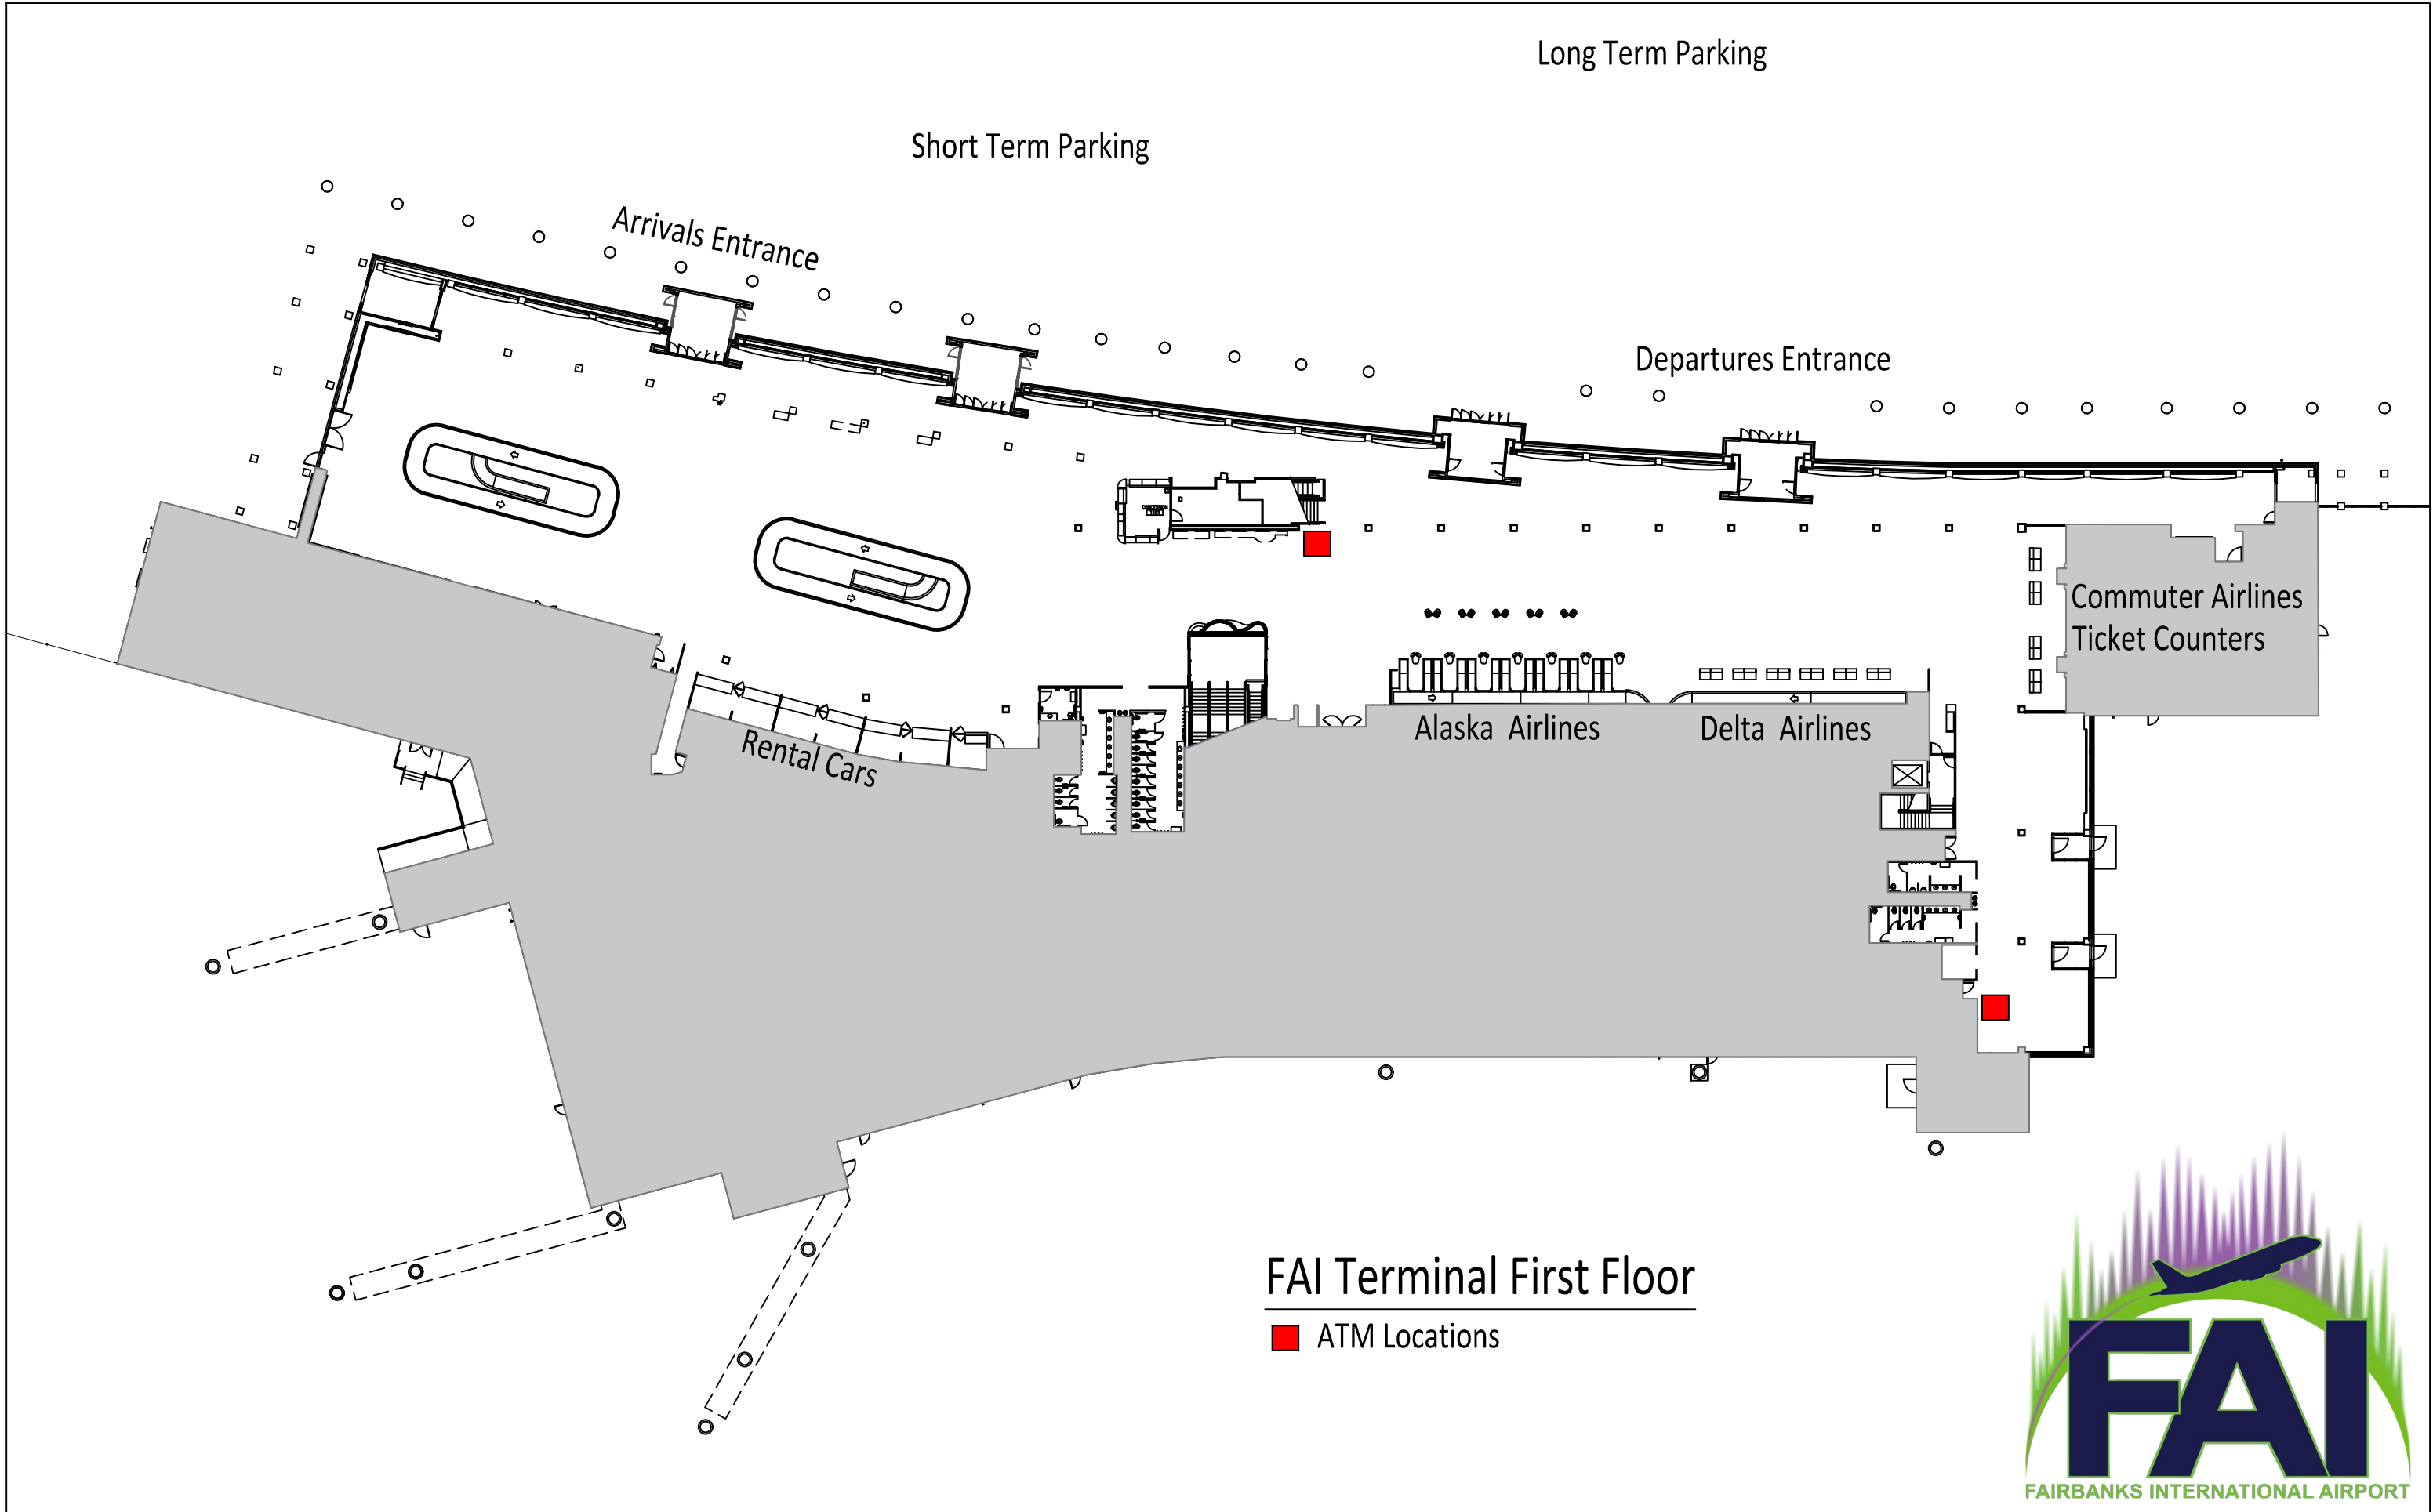 Long Term Parking
Short Term Parking
Arrivals Entrance
Departures Entrance
Commuter Airlines
Ticket Counters
Alaska Airlines
Delta Airlines
Rental Cars
FAI Terminal First Floor
ATM Locations
FAI
FAIRBANKS INTERNATIONAL AIRPORT